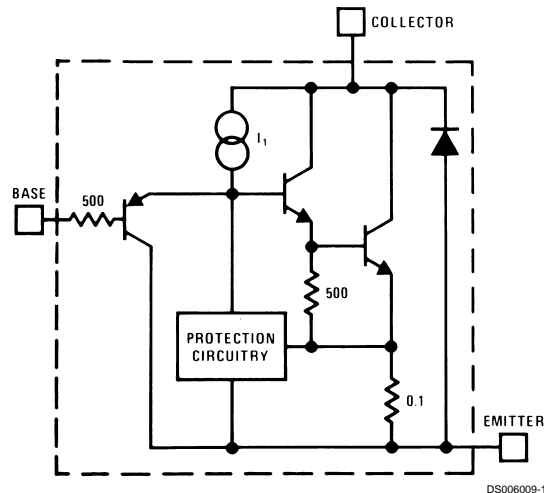 COLLECTOR
I₁
BASE
500
500
PROTECTION
CIRCUITRY
0.1
EMITTER
DS006009-1